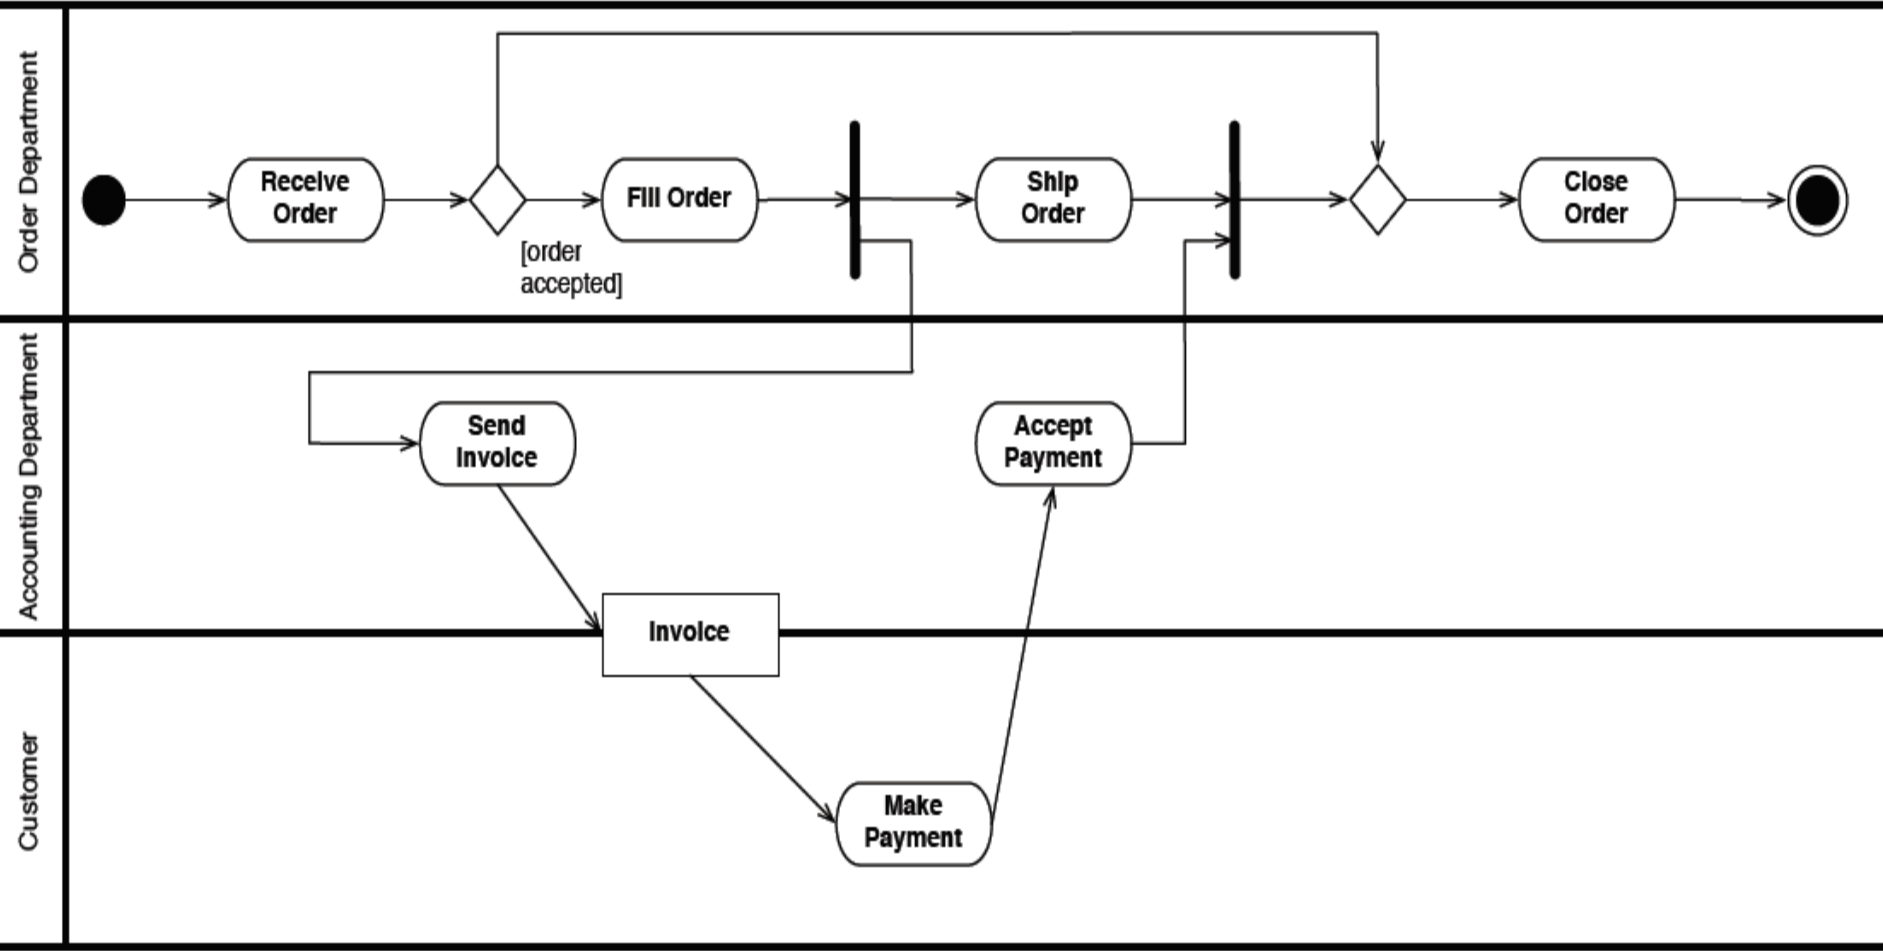 Order Department
Receive
Order
Fill Order
[order
accepted]
Ship
Order
Close
Order
Accounting Department
Send
Invoice
Accept
Payment
Invoice
Customer
Make
Payment